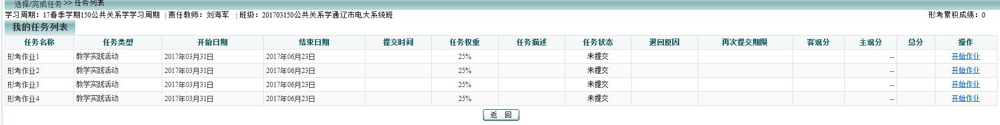 选择/完成任务 >> 任务列表
学习周期：17春季学期150公共关系学学习周期 | 责任教师：刘海军 | 班级：201703150公共关系学通辽市电大系统班 形考累积成绩：0
我的任务列表
任务名称 任务类型 开始日期 结束日期 提交时间 任务权重 任务描述 任务状态 退回原因 再次提交期限 客观分 主观分 总分 操作
形考作业1 教学实践活动 2017年03月31日 2017年06月23日 25% 未提交 -- 开始作业
形考作业2 教学实践活动 2017年03月31日 2017年06月23日 25% 未提交 -- 开始作业
形考作业3 教学实践活动 2017年03月31日 2017年06月23日 25% 未提交 -- 开始作业
形考作业4 教学实践活动 2017年03月31日 2017年06月23日 25% 未提交 -- 开始作业
返 回